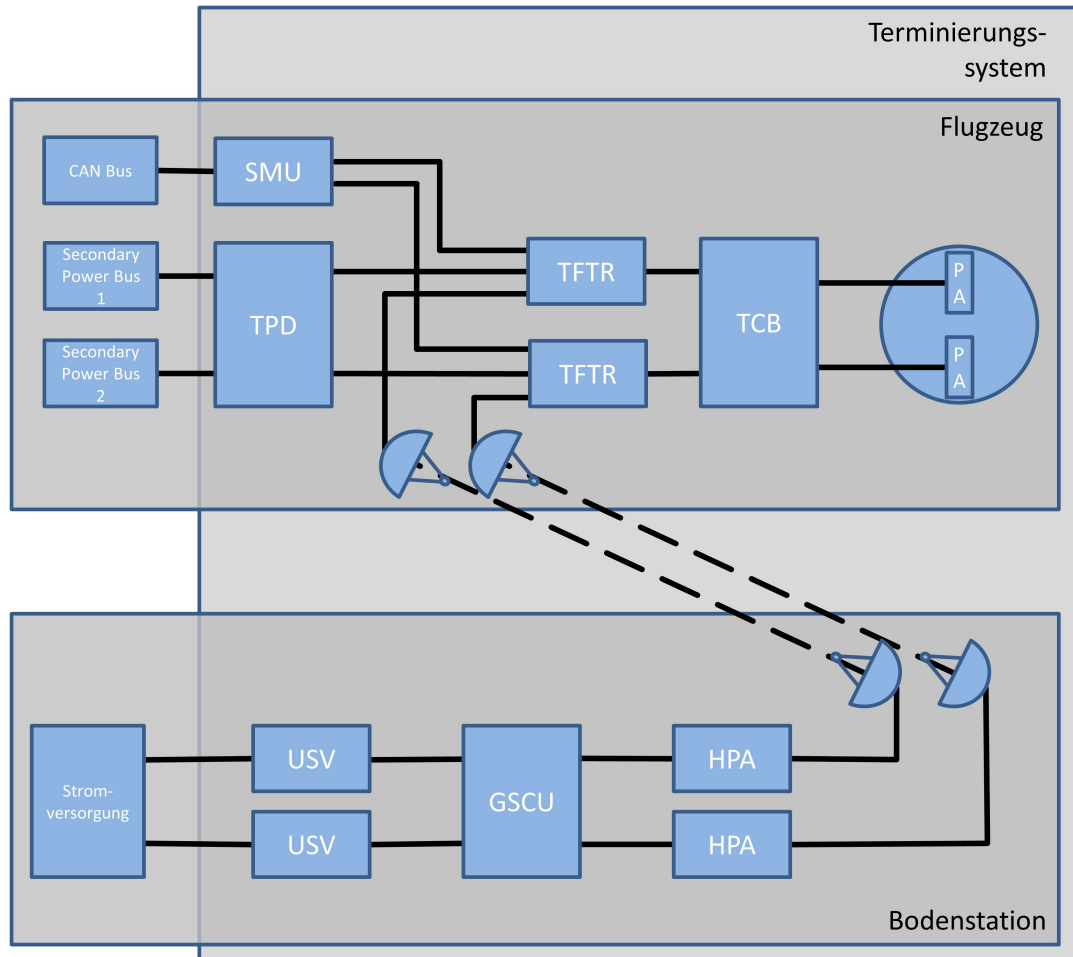 Terminierungs-
system
Flugzeug
CAN Bus
SMU
Secondary
Power Bus
1
TPD
TFTR
TCB
P
A
Secondary
Power Bus
2
TFTR
P
A
Strom-
versorgung
USV
GSCU
HPA
USV
HPA
Bodenstation